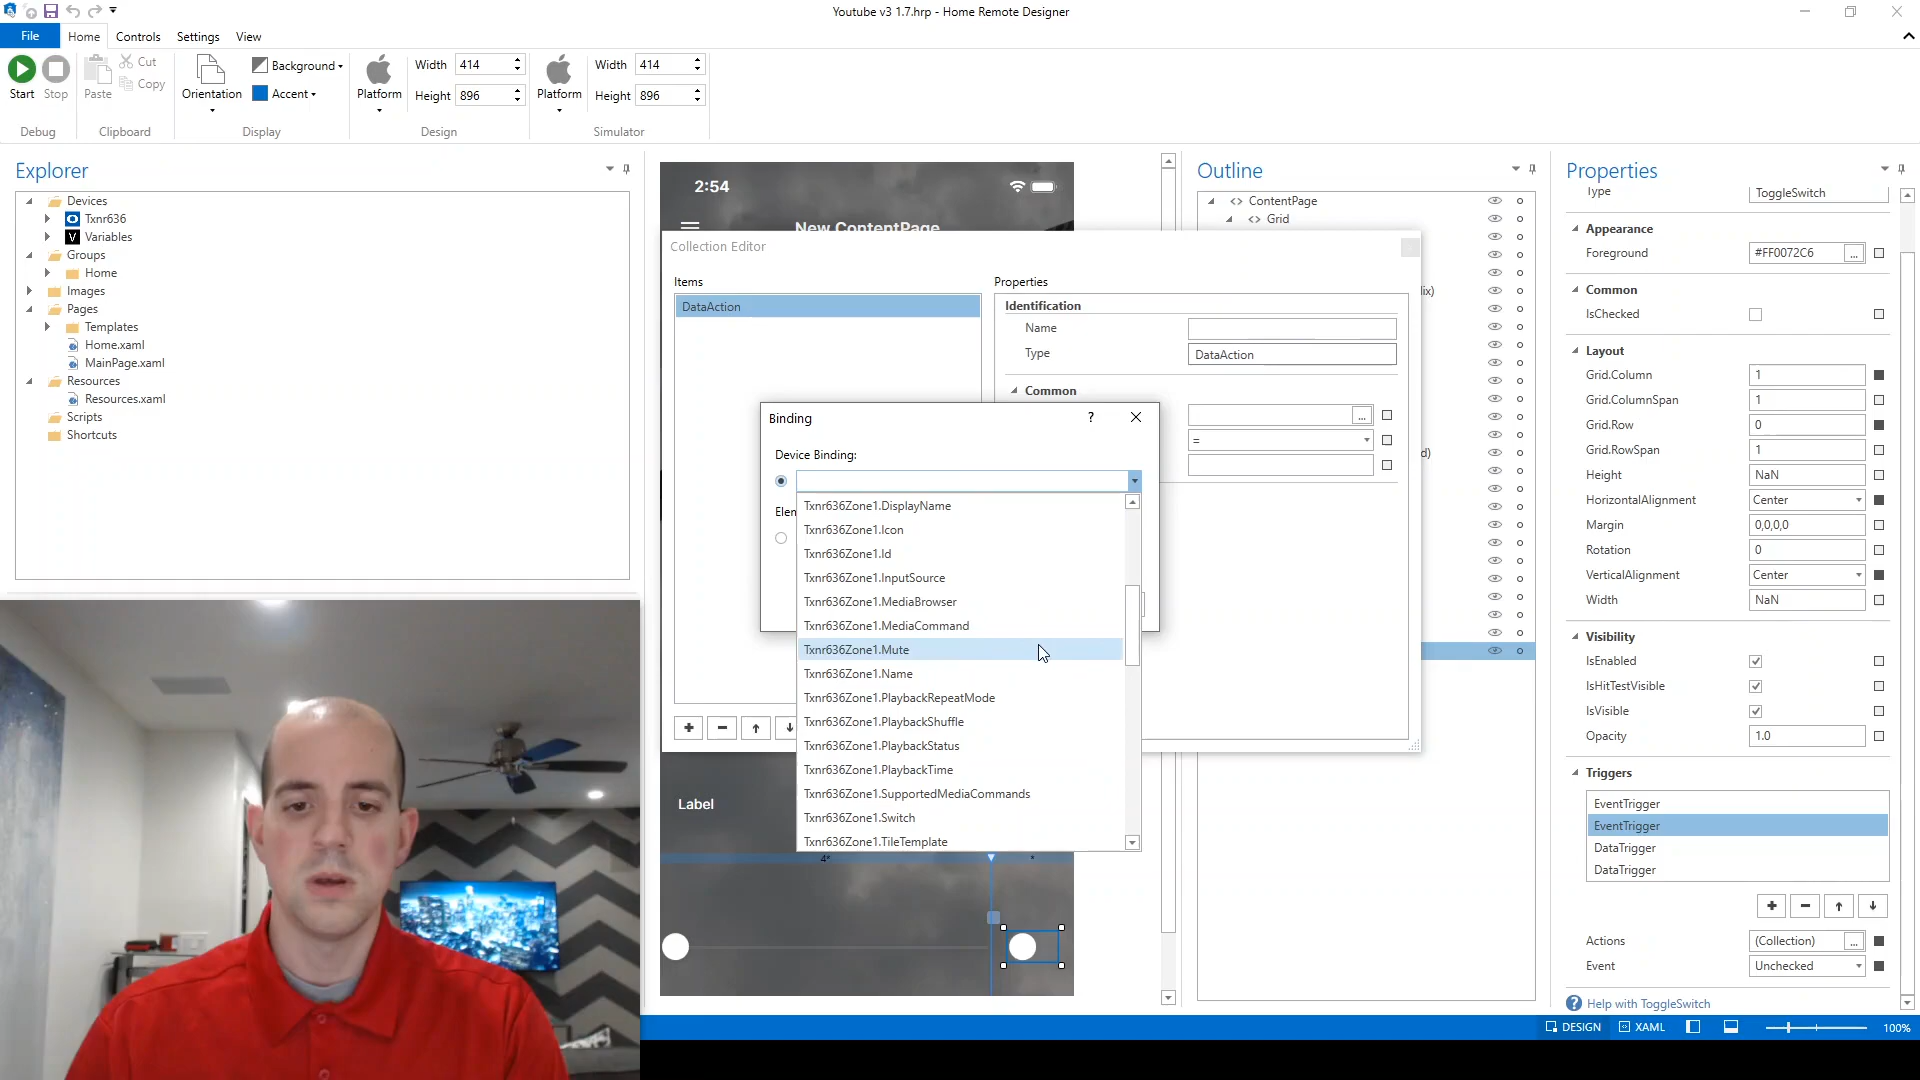 Youtube v3 1.7.hrp - Home Remote Designer
File
Home
Controls
Settings
View
Start
Stop
Debug
Paste
Cut
Copy
Clipboard
Orientation
Background
Accent
Display
Platform
Width 414
Height 896
Design
Platform
Width 414
Height 896
Simulator
Explorer
Devices
Txnr636
V Variables
Groups
Home
Images
Pages
Templates
Home.xaml
MainPage.xaml
Resources
Resources.xaml
Scripts
Shortcuts
2:54
New ContentPage
Label
4*
*
Collection Editor
Items
DataAction
Properties
Identification
Name
Type DataAction
Common
...
=
Binding
?
Device Binding:
Elen
Txnr636Zone1.DisplayName
Txnr636Zone1.Icon
Txnr636Zone1.Id
Txnr636Zone1.InputSource
Txnr636Zone1.MediaBrowser
Txnr636Zone1.MediaCommand
Txnr636Zone1.Mute
Txnr636Zone1.Name
Txnr636Zone1.PlaybackRepeatMode
Txnr636Zone1.PlaybackShuffle
Txnr636Zone1.PlaybackStatus
Txnr636Zone1.PlaybackTime
Txnr636Zone1.SupportedMediaCommands
Txnr636Zone1.Switch
Txnr636Zone1.TileTemplate
Outline
<> ContentPage
<> Grid
lix)
d)
Properties
Type ToggleSwitch
Appearance
Foreground #FF0072C6 ...
Common
IsChecked
Layout
Grid.Column 1
Grid.ColumnSpan 1
Grid.Row 0
Grid.RowSpan 1
Height NaN
HorizontalAlignment Center
Margin 0,0,0,0
Rotation 0
VerticalAlignment Center
Width NaN
Visibility
IsEnabled
IsHitTestVisible
IsVisible
Opacity 1.0
Triggers
EventTrigger
EventTrigger
DataTrigger
DataTrigger
Actions (Collection) ...
Event Unchecked
? Help with ToggleSwitch
DESIGN
XAML
100%